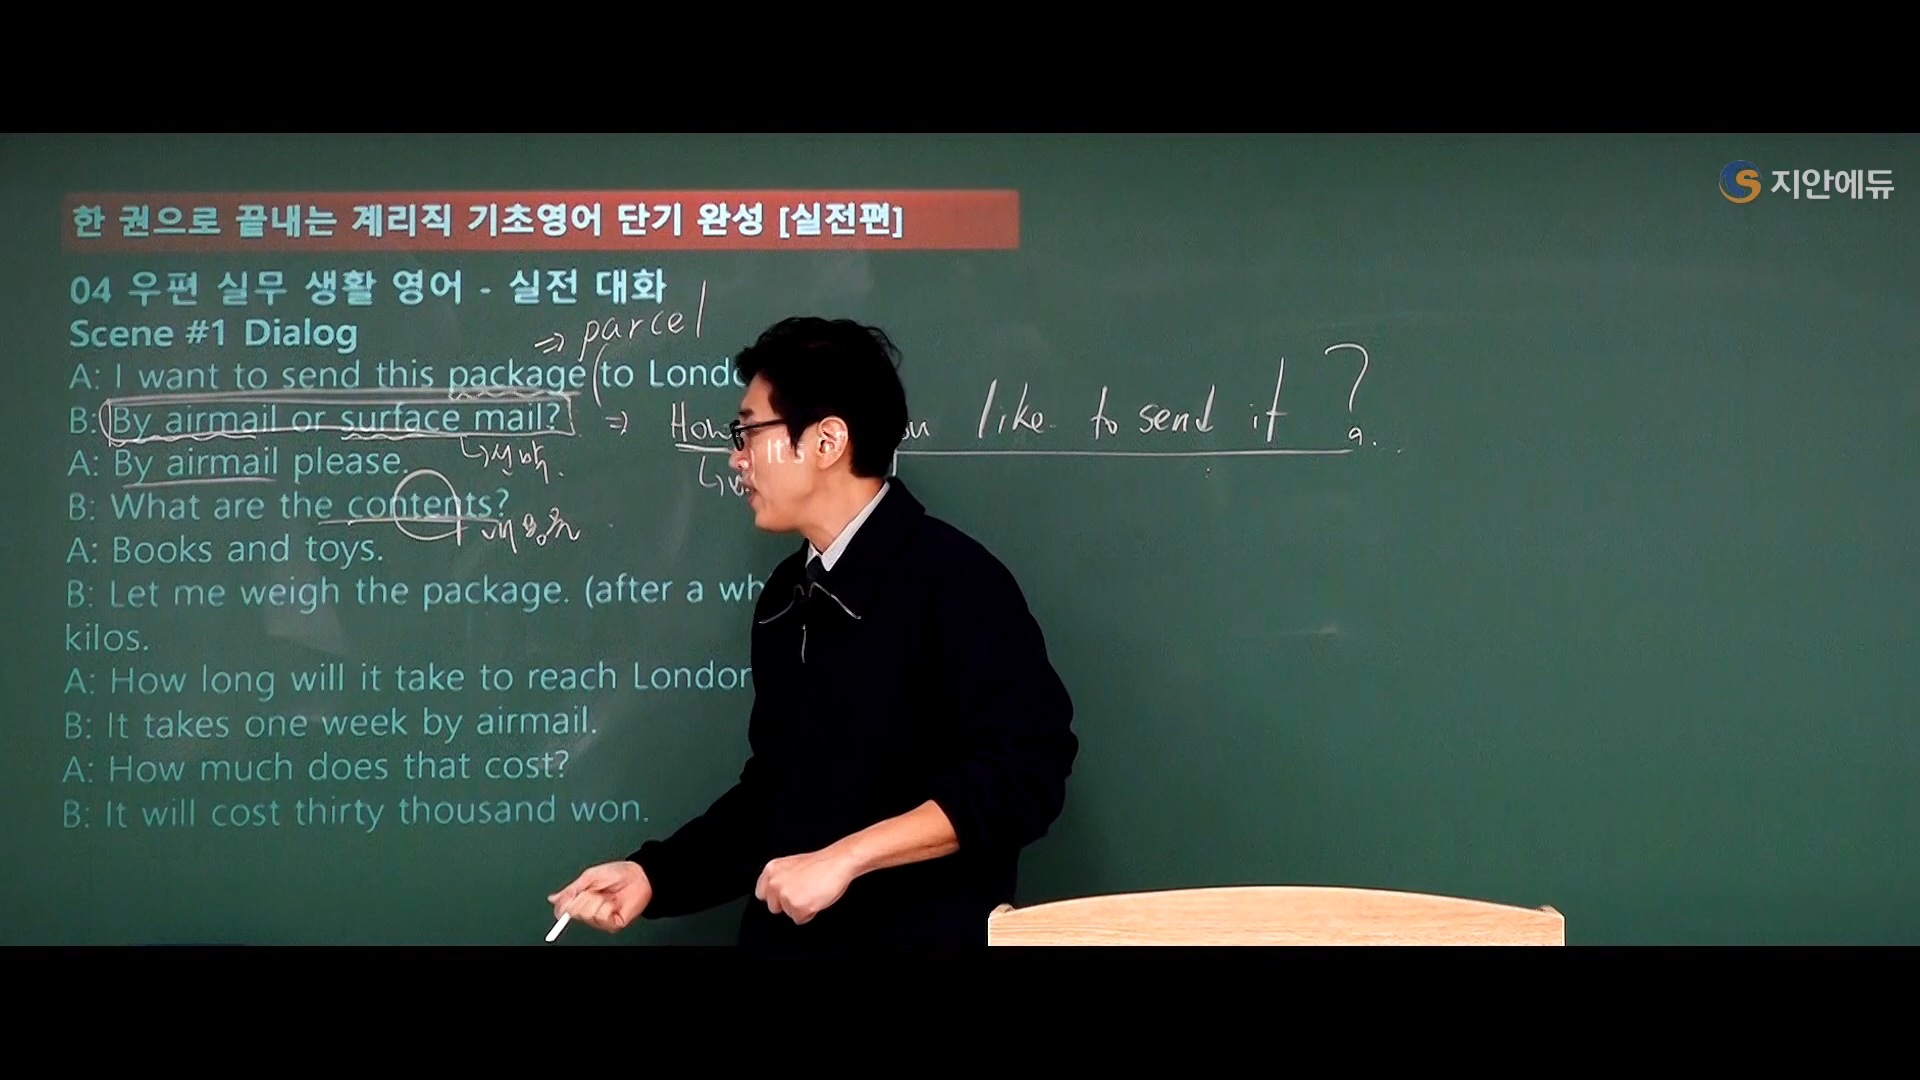 지안에듀
한 권으로 끝내는 계리직 기초영어 단기 완성 [실전편]
04 우편 실무 생활 영어 - 실전 대화
Scene #1 Dialog
⇒ parcel
A: I want to send this package to Londo
B: By airmail or surface mail? ⇒ How like to send it?
A: By airmail please.
↳선박.
B: What are the contents?
내용물
A: Books and toys.
B: Let me weigh the package. (after a wh It's
kilos.
A: How long will it take to reach London
B: It takes one week by airmail.
A: How much does that cost?
B: It will cost thirty thousand won.